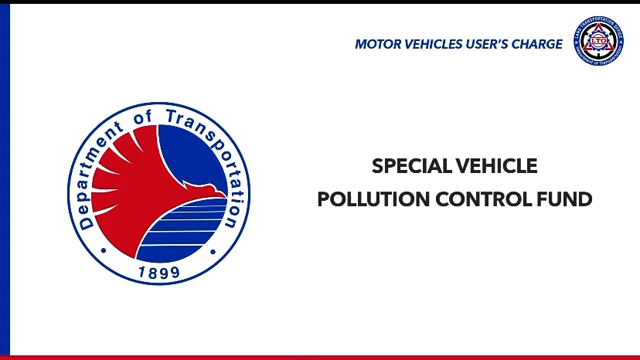 MOTOR VEHICLES USER'S CHARGE
Department of Transportation
1899
SPECIAL VEHICLE
POLLUTION CONTROL FUND